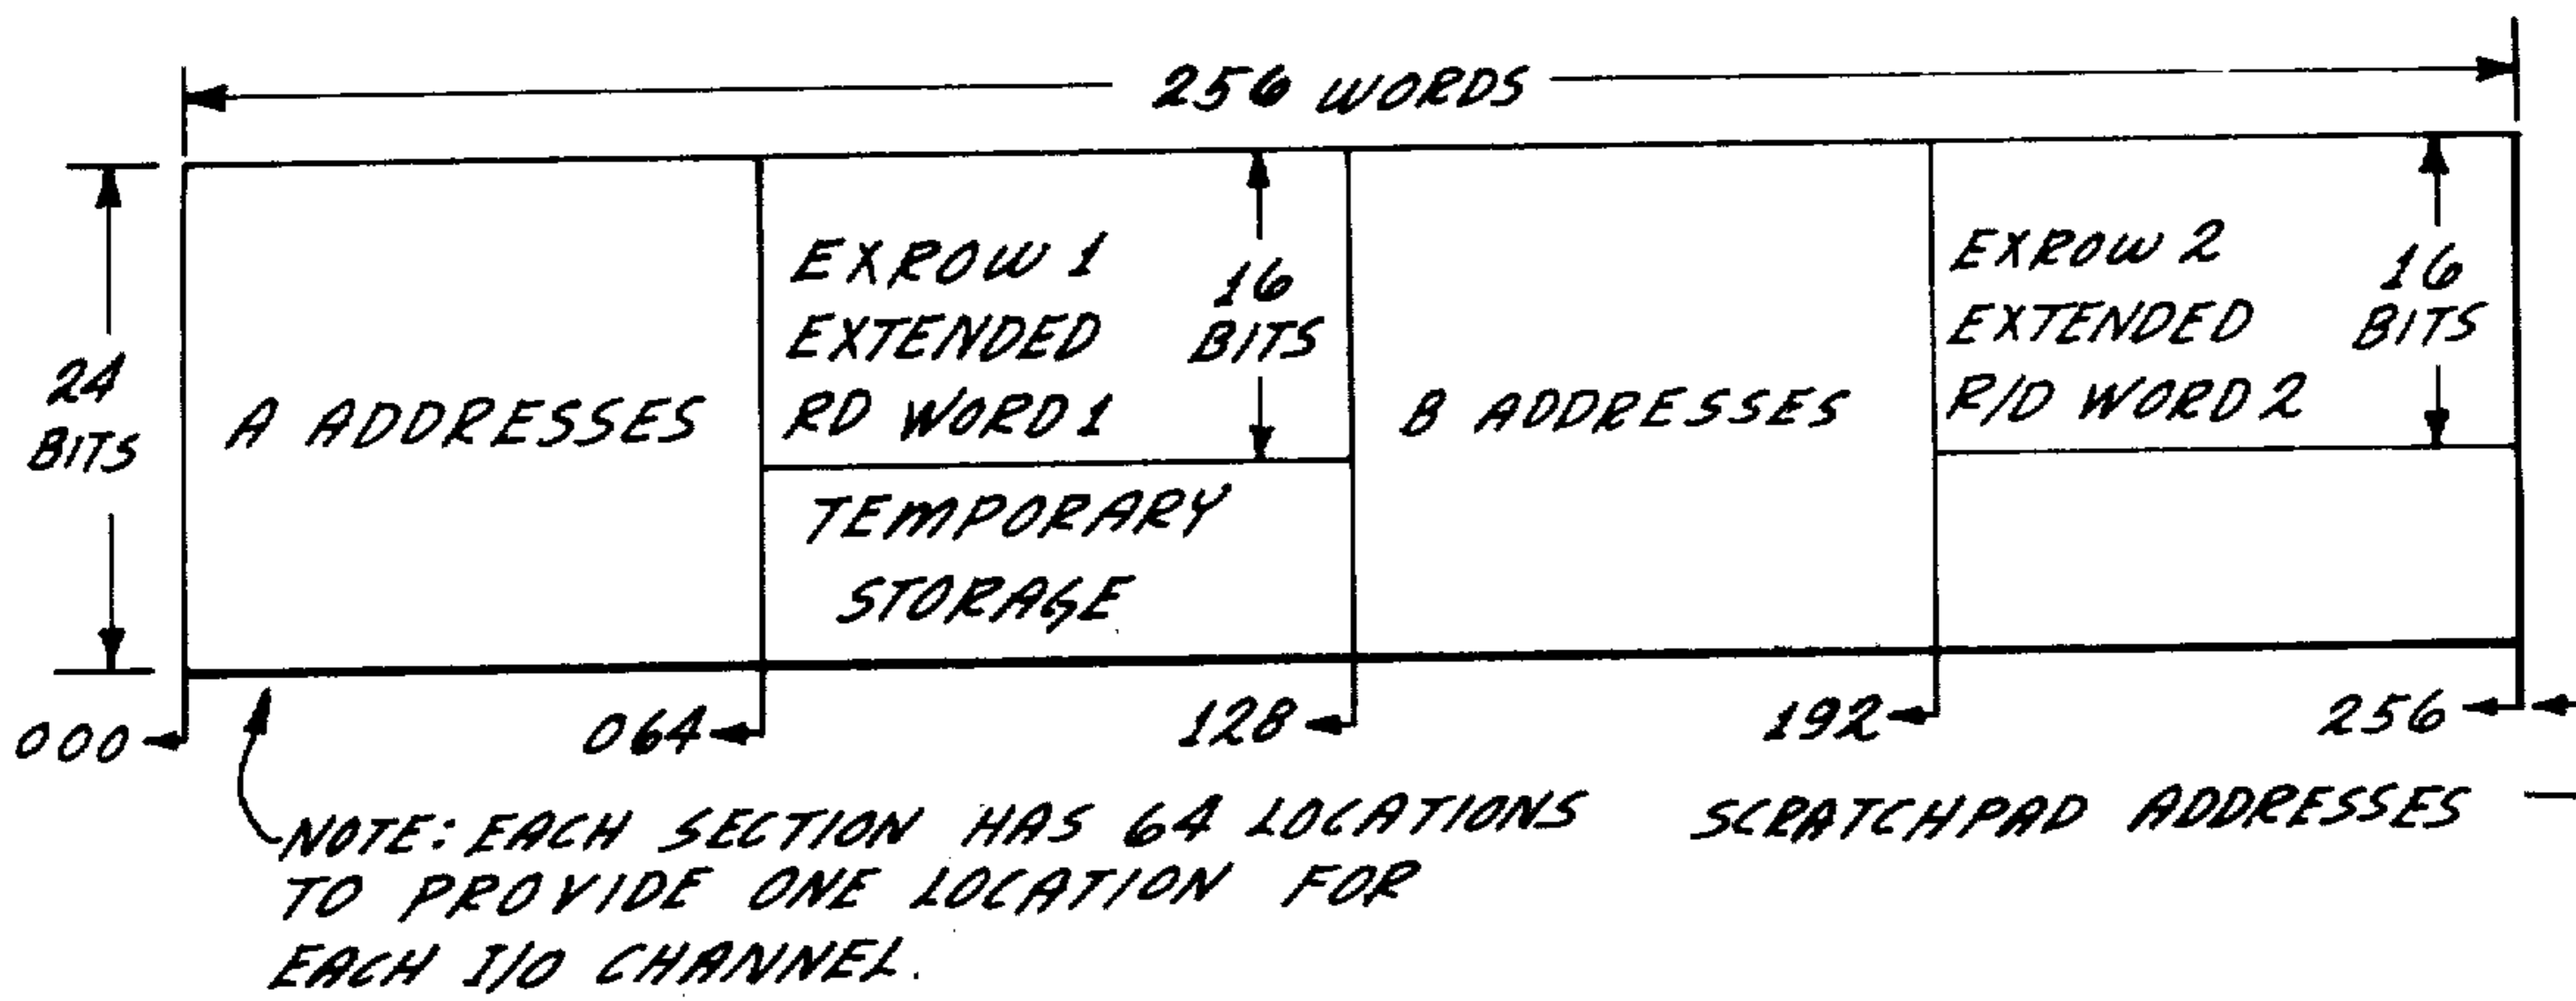 256 WORDS
24
BITS
A ADDRESSES
EXROW 1
EXTENDED
RD WORD 1
16
BITS
TEMPORARY
STORAGE
B ADDRESSES
EXROW 2
EXTENDED
R/D WORD 2
16
BITS
000
064
128
192
256
NOTE: EACH SECTION HAS 64 LOCATIONS
TO PROVIDE ONE LOCATION FOR
EACH I/O CHANNEL.
SCRATCHPAD ADDRESSES